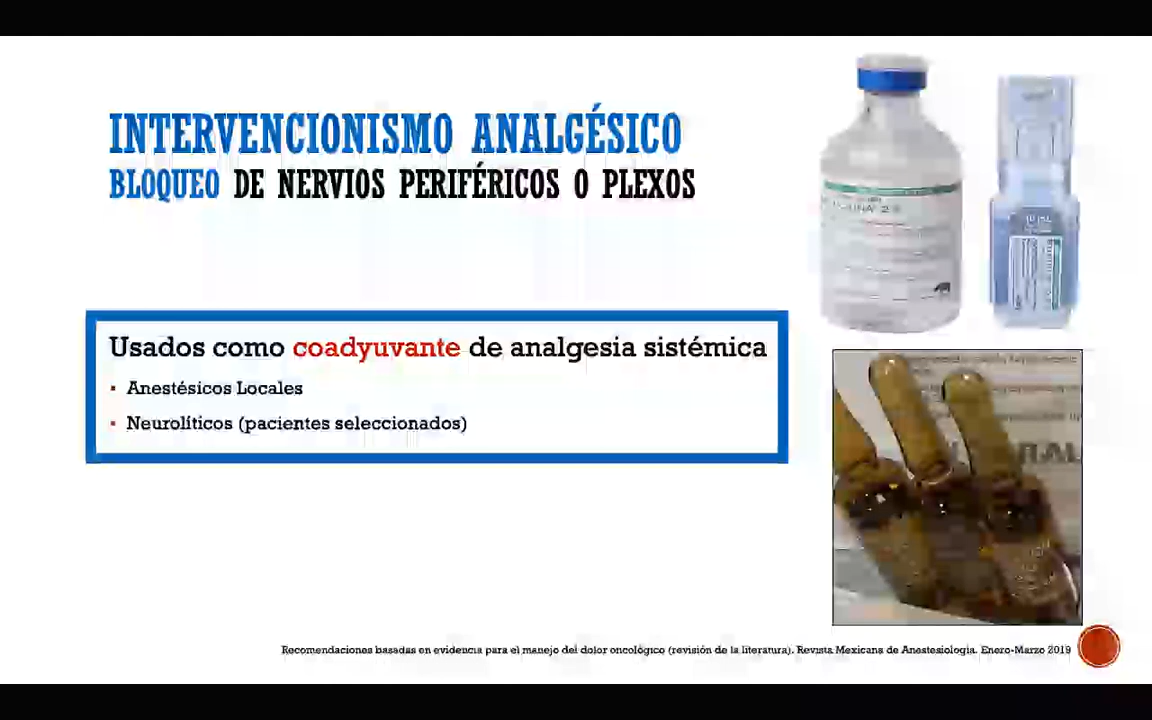 INTERVENCIONISMO ANALGÉSICO
BLOQUEO DE NERVIOS PERIFÉRICOS O PLEXOS
Usados como coadyuvante de analgesia sistémica
▪ Anestésicos Locales
▪ Neurolíticos (pacientes seleccionados)
Recomendaciones basadas en evidencia para el manejo del dolor oncológico (revisión de la literatura). Revista Mexicana de Anestesiología. Enero-Marzo 2019